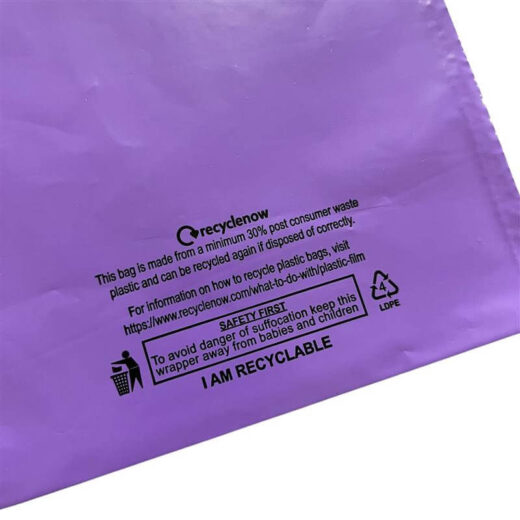 recyclenow
This bag is made from a minimum 30% post consumer waste
plastic and can be recycled again if disposed of correctly.
For information on how to recycle plastic bags, visit
https://www.recyclenow.com/what-to-do-with/plastic-film
4
LDPE
SAFETY FIRST
To avoid danger of suffocation keep this
wrapper away from babies and children
I AM RECYCLABLE